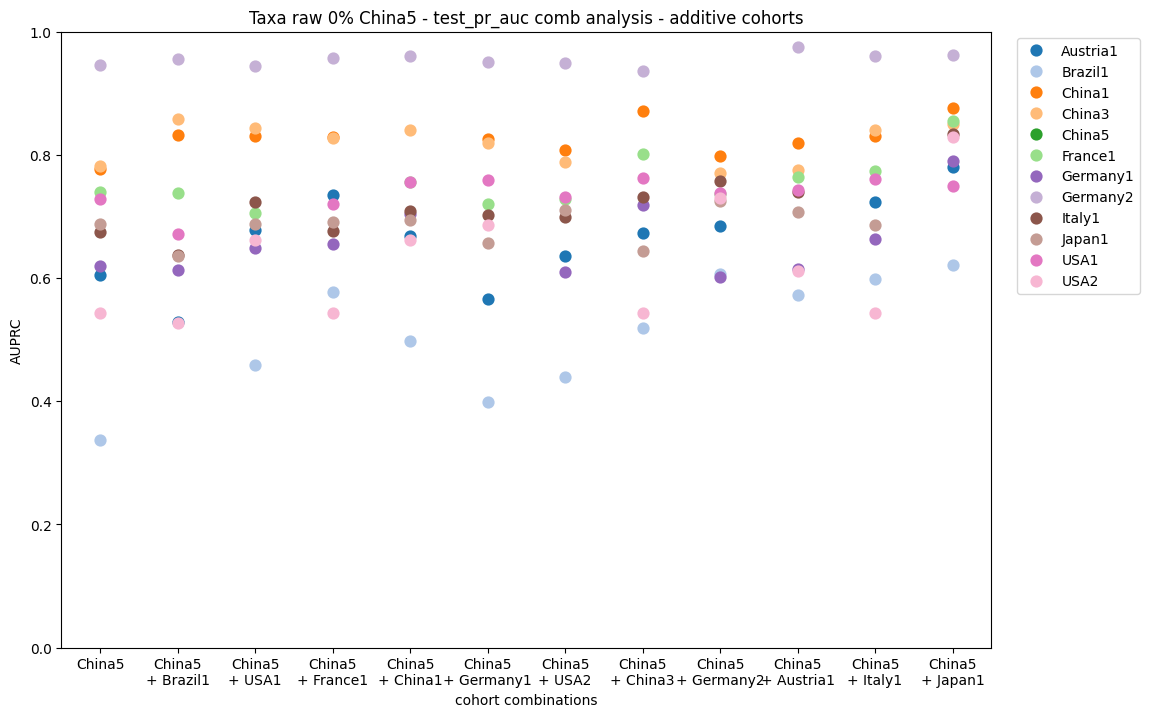 Taxa raw 0% China5 - test_pr_auc comb analysis - additive cohorts
1.0
0.8
0.6
0.4
0.2
0.0
AUPRC
China5
China5
+ Brazil1
China5
+ USA1
China5
+ France1
China5
+ China1
China5
+ Germany1
China5
+ USA2
China5
+ China3
China5
+ Germany2
China5
+ Austria1
China5
+ Italy1
China5
+ Japan1
cohort combinations
Austria1
Brazil1
China1
China3
China5
France1
Germany1
Germany2
Italy1
Japan1
USA1
USA2